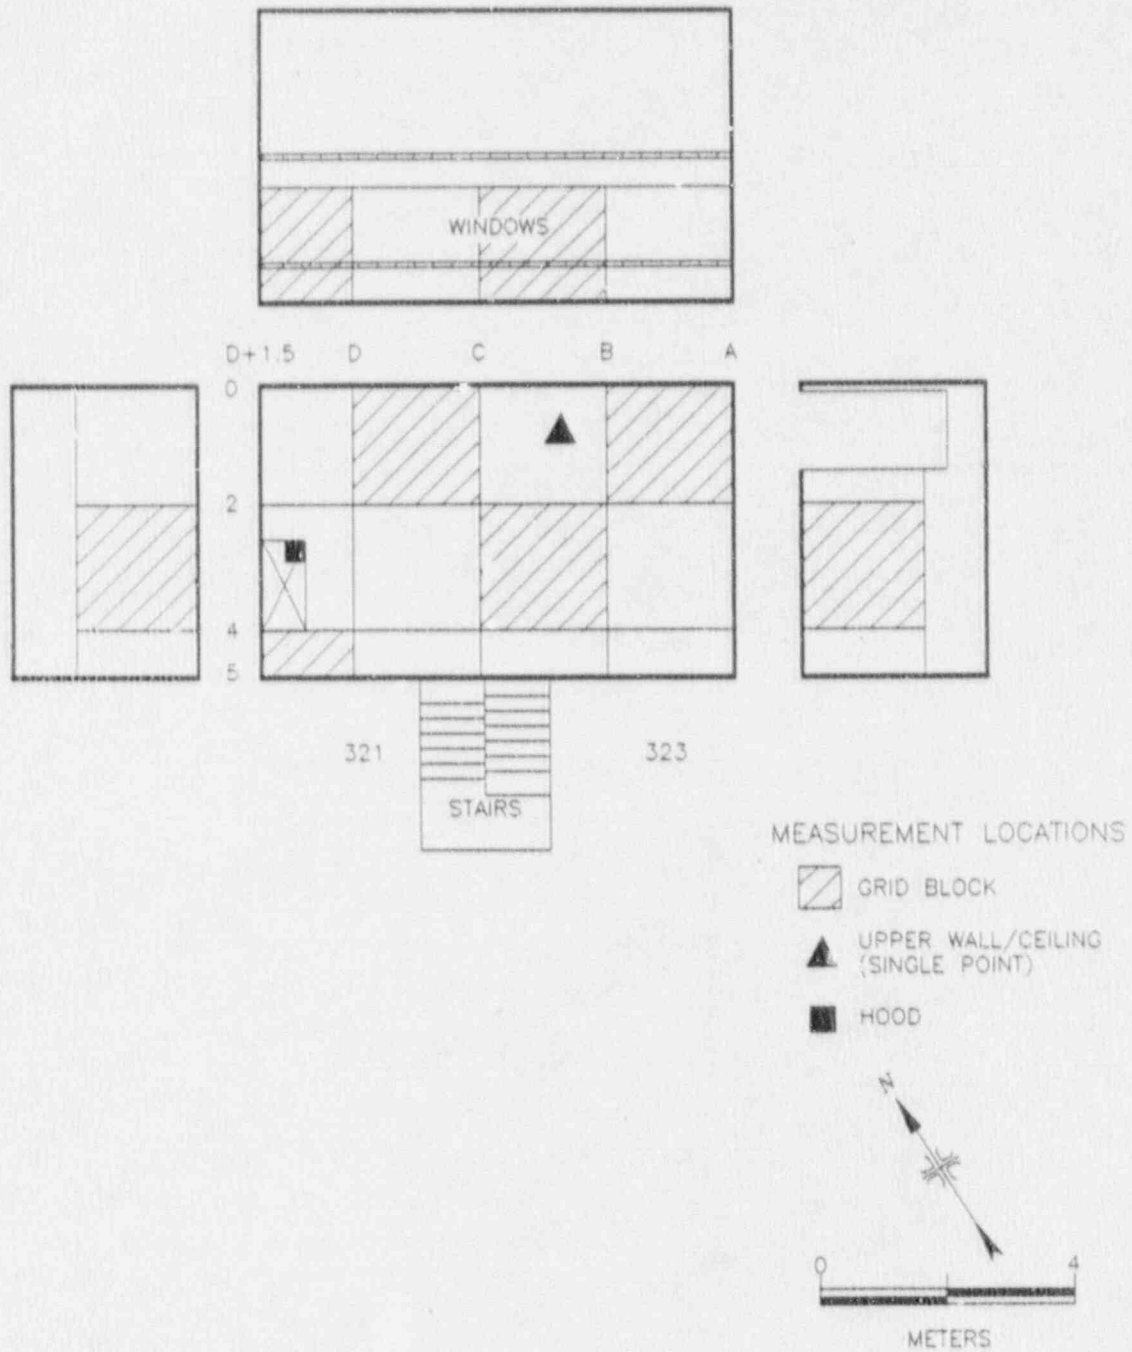 WINDOWS
D+1.5 D C B A
0
2
4
5
321
323
STAIRS
MEASUREMENT LOCATIONS
GRID BLOCK
UPPER WALL/CEILING
(SINGLE POINT)
HOOD
N
0 4
METERS